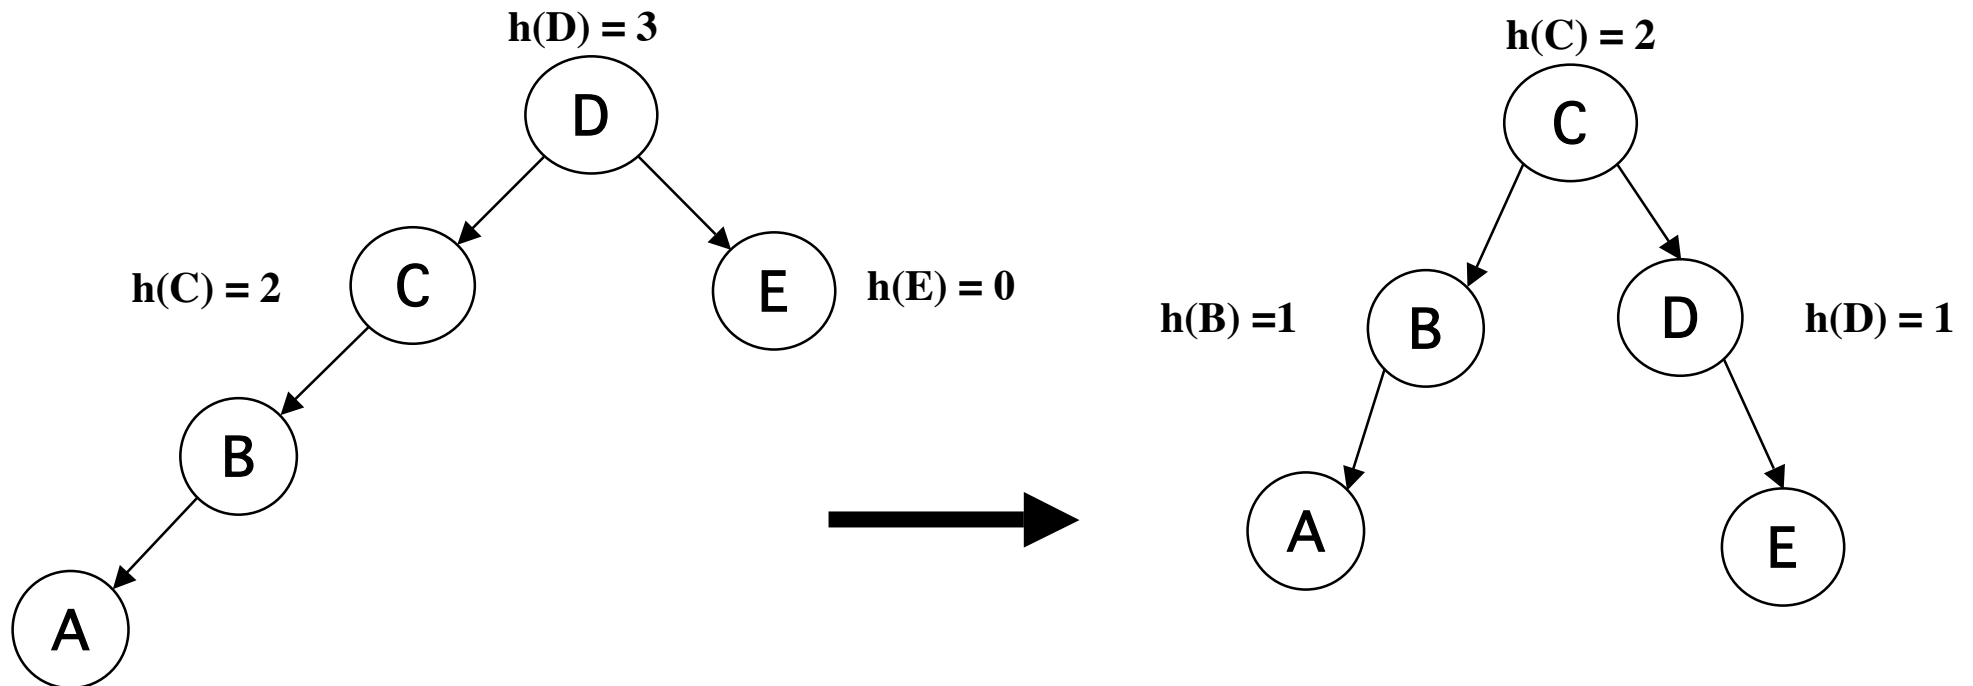 h(D) = 3
D
h(C) = 2
C
E
h(E) = 0
B
A
h(C) = 2
C
h(B) =1
B
D
h(D) = 1
A
E